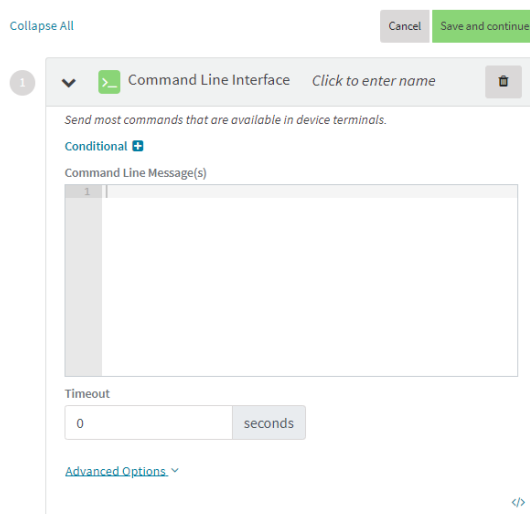 Collapse All
Cancel
Save and continue
1
>_ Command Line Interface Click to enter name
Send most commands that are available in device terminals.
Conditional
Command Line Message(s)
1
Timeout
0 seconds
Advanced Options
</>